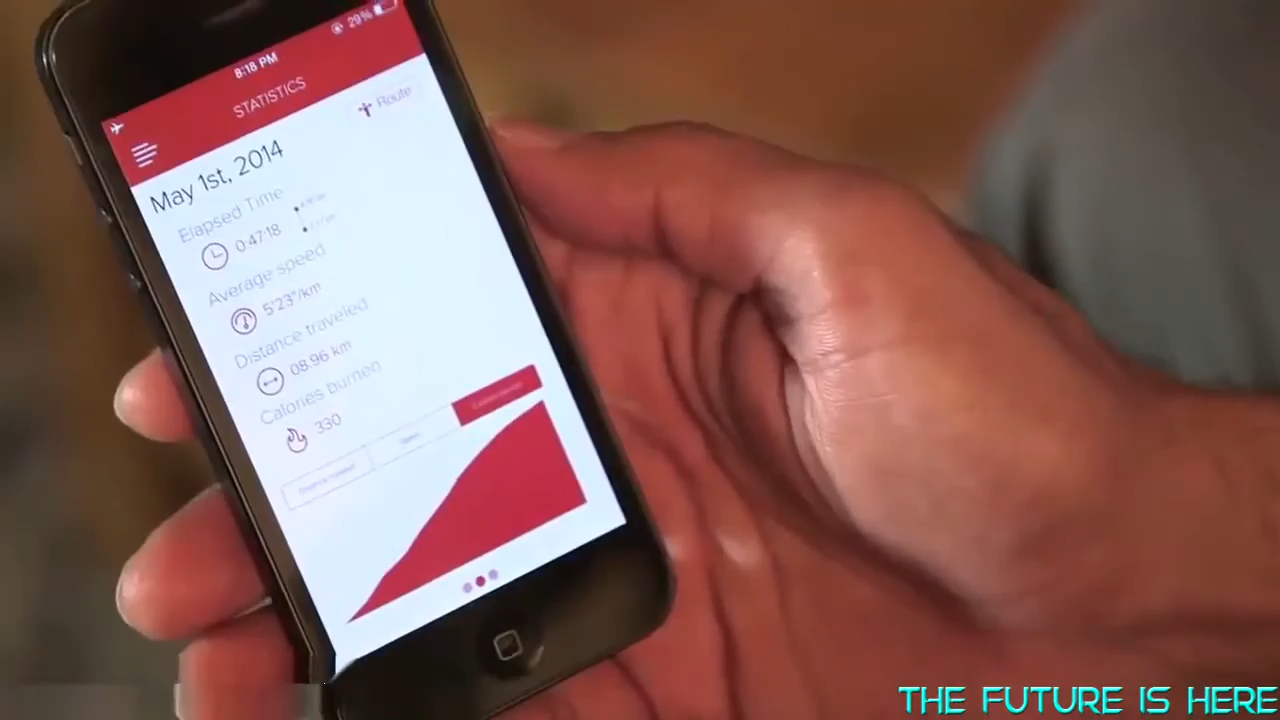 29%
8:18 PM
STATISTICS
Route
May 1st, 2014
Elapsed Time
0:47:18
Average speed
5'23"/km
Distance traveled
08.96 km
Calories burned
330
THE FUTURE IS HERE